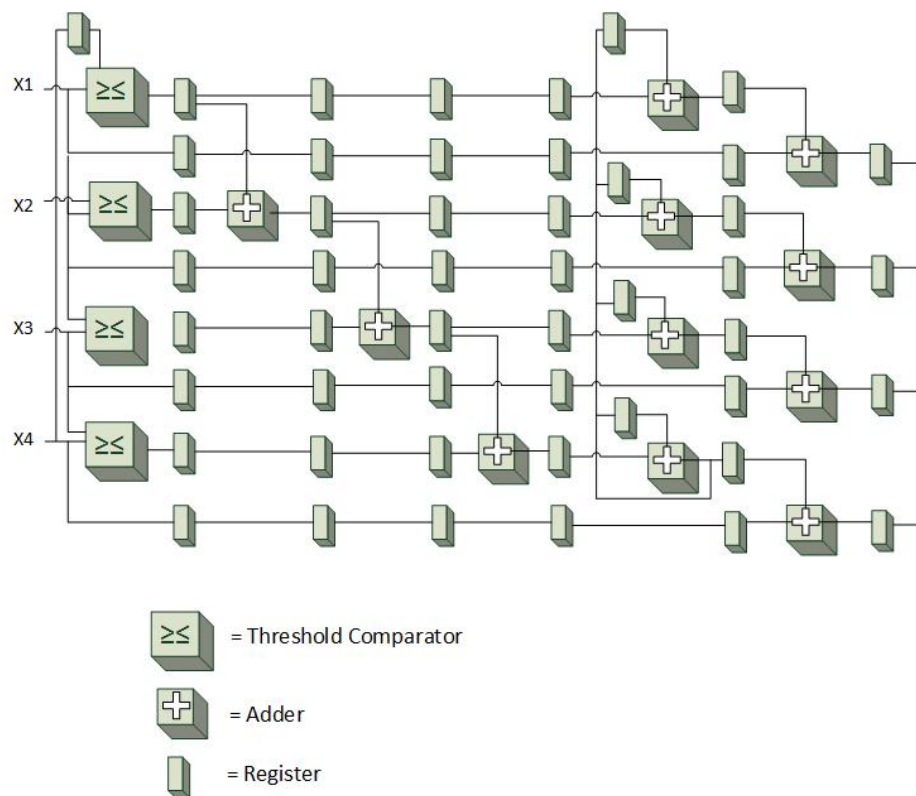 X1
X2
X3
X4
≥≤
≥≤
≥≤
≥≤
≥≤ = Threshold Comparator
= Adder
= Register